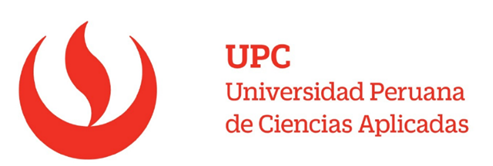 UPC
Universidad Peruana
de Ciencias Aplicadas